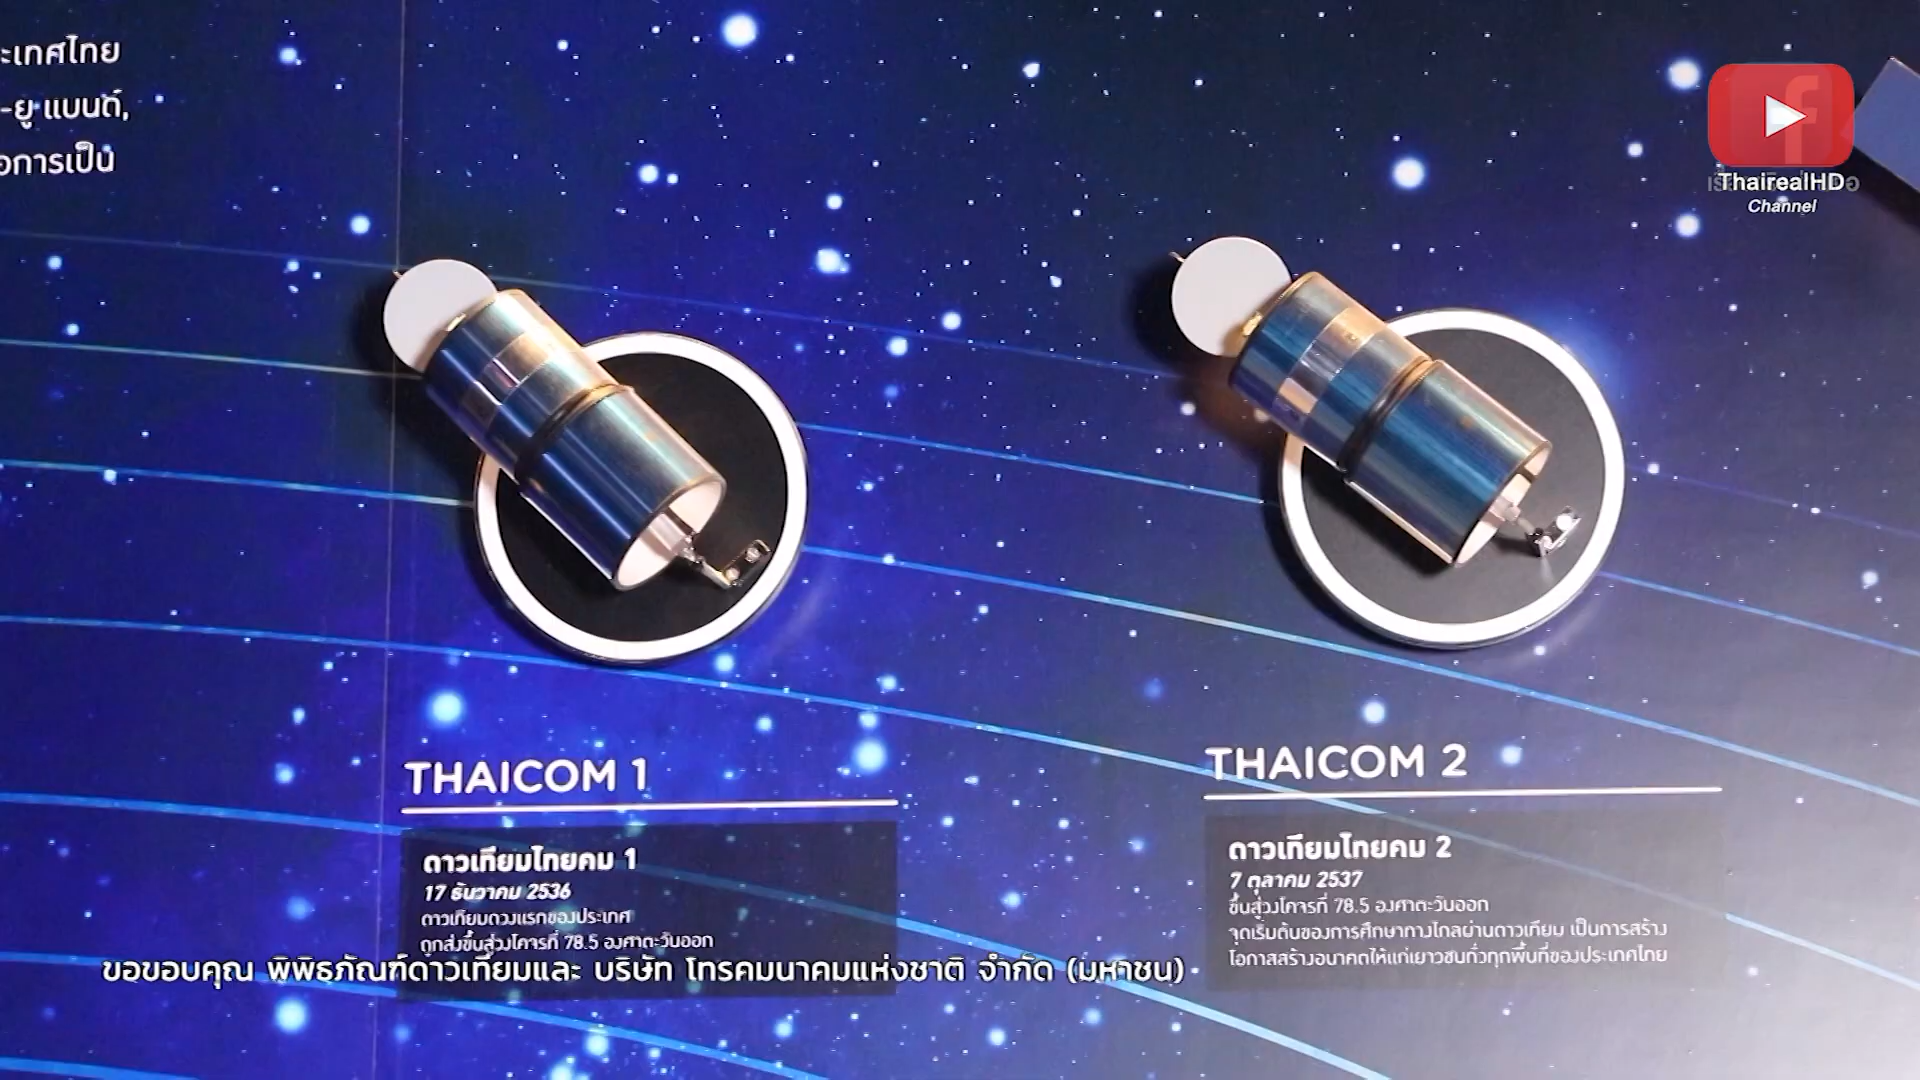 ะเทศไทย
-ยู แบนด์,
อการเป็น
ThairealHD
Channel
THAICOM 1
ดาวเทียมไทยคม 1
17 ธันวาคม 2536
ดาวเทียมดวงแรกของประเทศ
ถูกส่งขึ้นสู่วงโคจรที่ 78.5 องศาตะวันออก
THAICOM 2
ดาวเทียมไทยคม 2
7 ตุลาคม 2537
ขึ้นสู่วงโคจรที่ 78.5 องศาตะวันออก
จุดเริ่มต้นของการศึกษาทางไกลผ่านดาวเทียม เป็นการสร้าง
โอกาสสร้างอนาคตให้แก่เยาวชนทั่วทุกพื้นที่ของประเทศไทย
ขอขอบคุณ พิพิธภัณฑ์ดาวเทียมและ บริษัท โทรคมนาคมแห่งชาติ จำกัด (มหาชน)